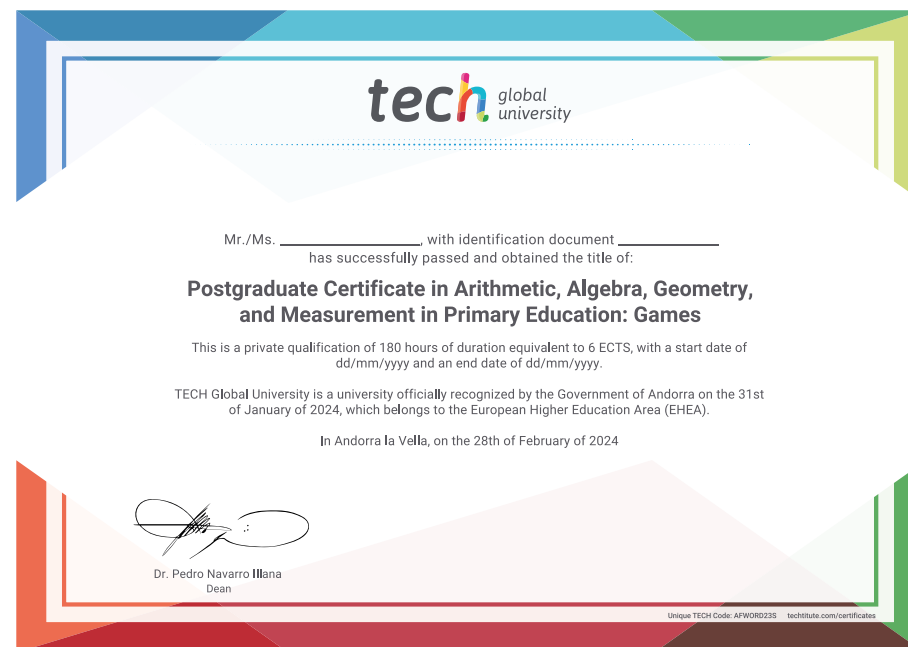 tech global university
Mr./Ms. ____________, with identification document ____________
has successfully passed and obtained the title of:
Postgraduate Certificate in Arithmetic, Algebra, Geometry,
and Measurement in Primary Education: Games
This is a private qualification of 180 hours of duration equivalent to 6 ECTS, with a start date of
dd/mm/yyyy and an end date of dd/mm/yyyy.
TECH Global University is a university officially recognized by the Government of Andorra on the 31st
of January of 2024, which belongs to the European Higher Education Area (EHEA).
In Andorra la Vella, on the 28th of February of 2024
Dr. Pedro Navarro Illana
Dean
Unique TECH Code: AFWORD23S techtitute.com/certificates